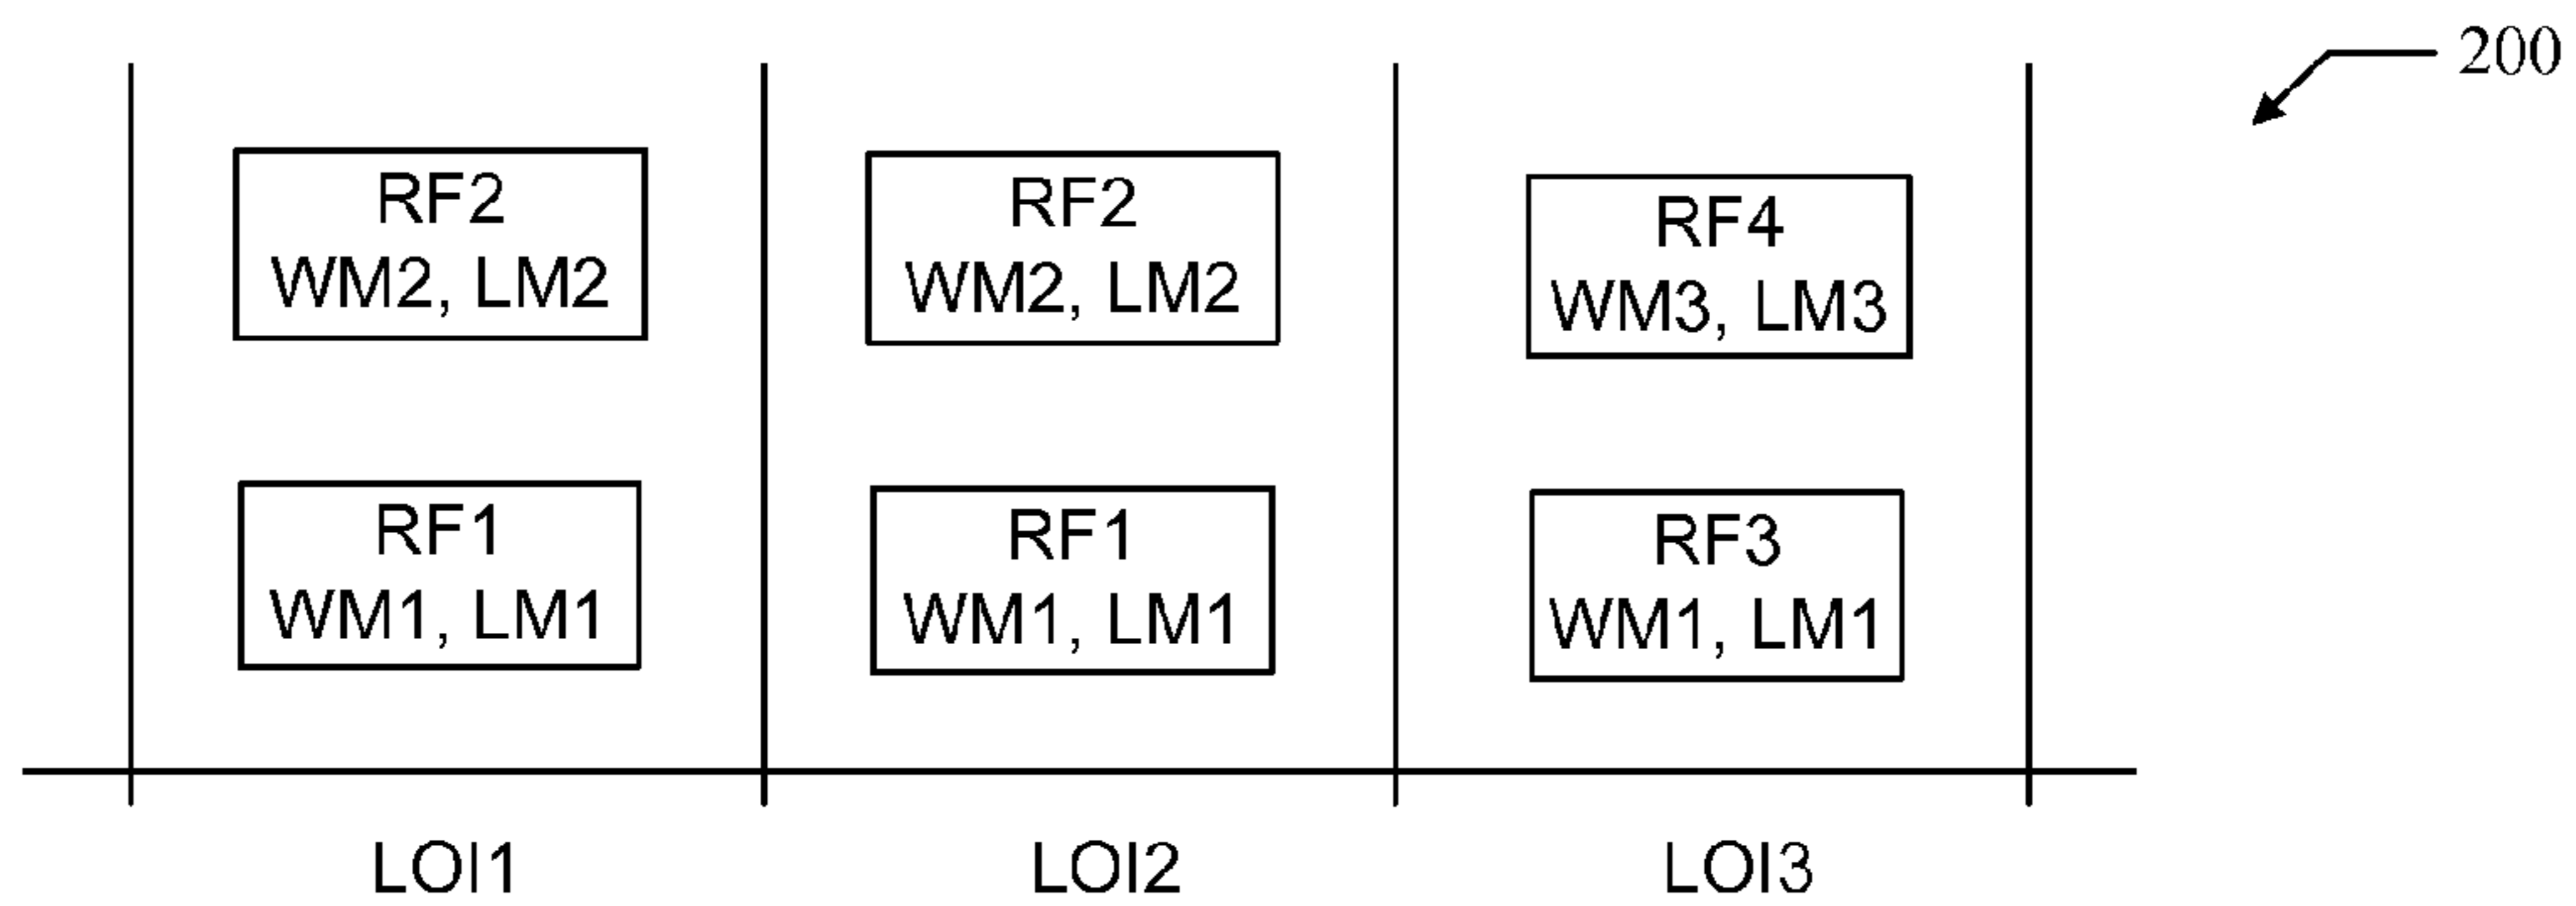 200
RF2
WM2, LM2
RF2
WM2, LM2
RF4
WM3, LM3
RF1
WM1, LM1
RF1
WM1, LM1
RF3
WM1, LM1
LOI1
LOI2
LOI3